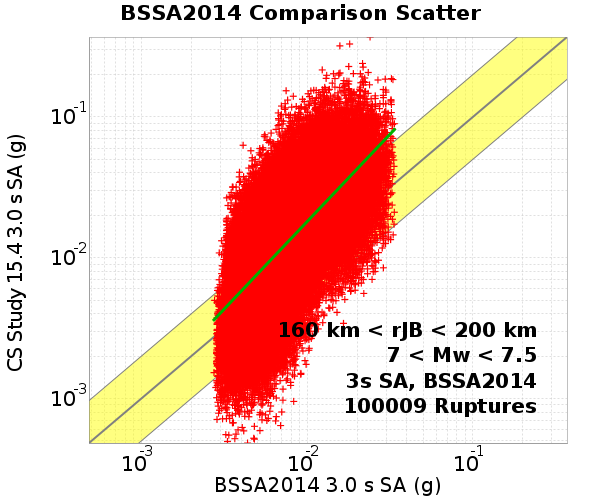 BSSA2014 Comparison Scatter
CS Study 15.4 3.0 s SA (g)
10-1
10-2
10-3
160 km < rJB < 200 km
7 < Mw < 7.5
3s SA, BSSA2014
100009 Ruptures
10-3 10-2 10-1
BSSA2014 3.0 s SA (g)